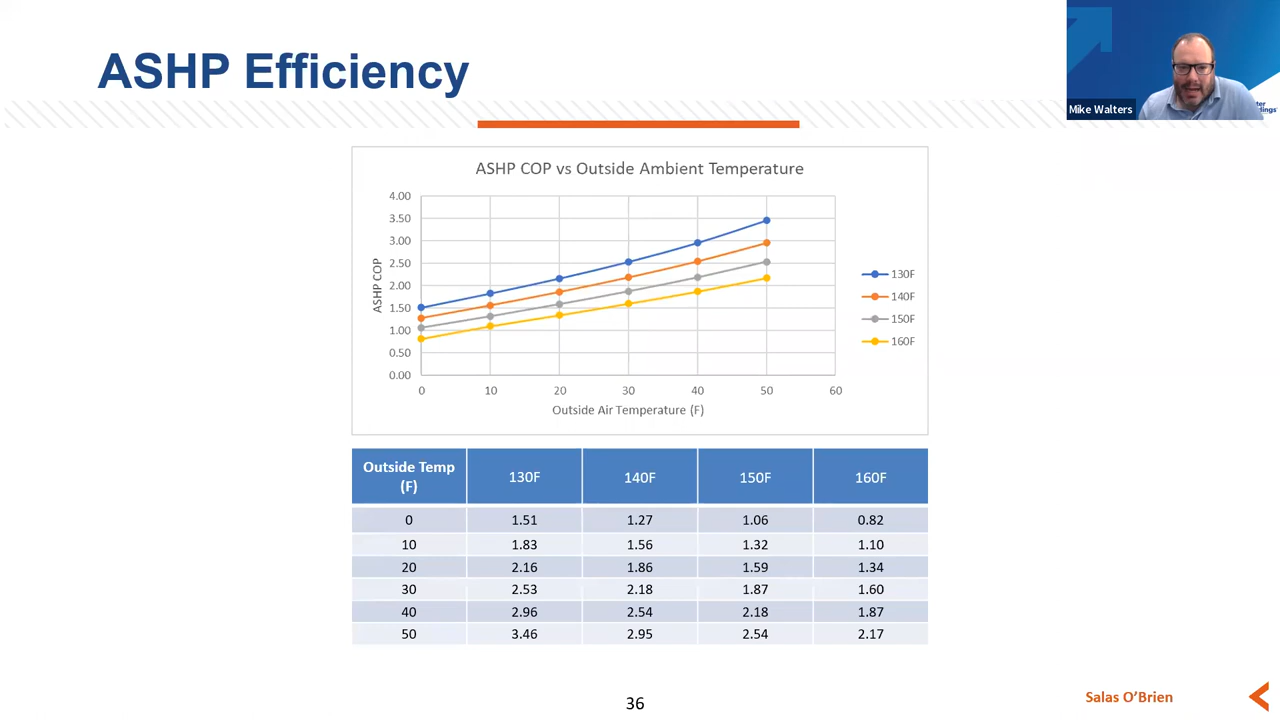 ASHP Efficiency
Mike Walters
ASHP COP vs Outside Ambient Temperature
4.00
3.50
3.00
2.50
2.00
1.50
1.00
0.50
0.00
ASHP COP
0 10 20 30 40 50 60
Outside Air Temperature (F)
130F
140F
150F
160F
Outside Temp (F) 130F 140F 150F 160F
0 1.51 1.27 1.06 0.82
10 1.83 1.56 1.32 1.10
20 2.16 1.86 1.59 1.34
30 2.53 2.18 1.87 1.60
40 2.96 2.54 2.18 1.87
50 3.46 2.95 2.54 2.17
36
Salas O'Brien